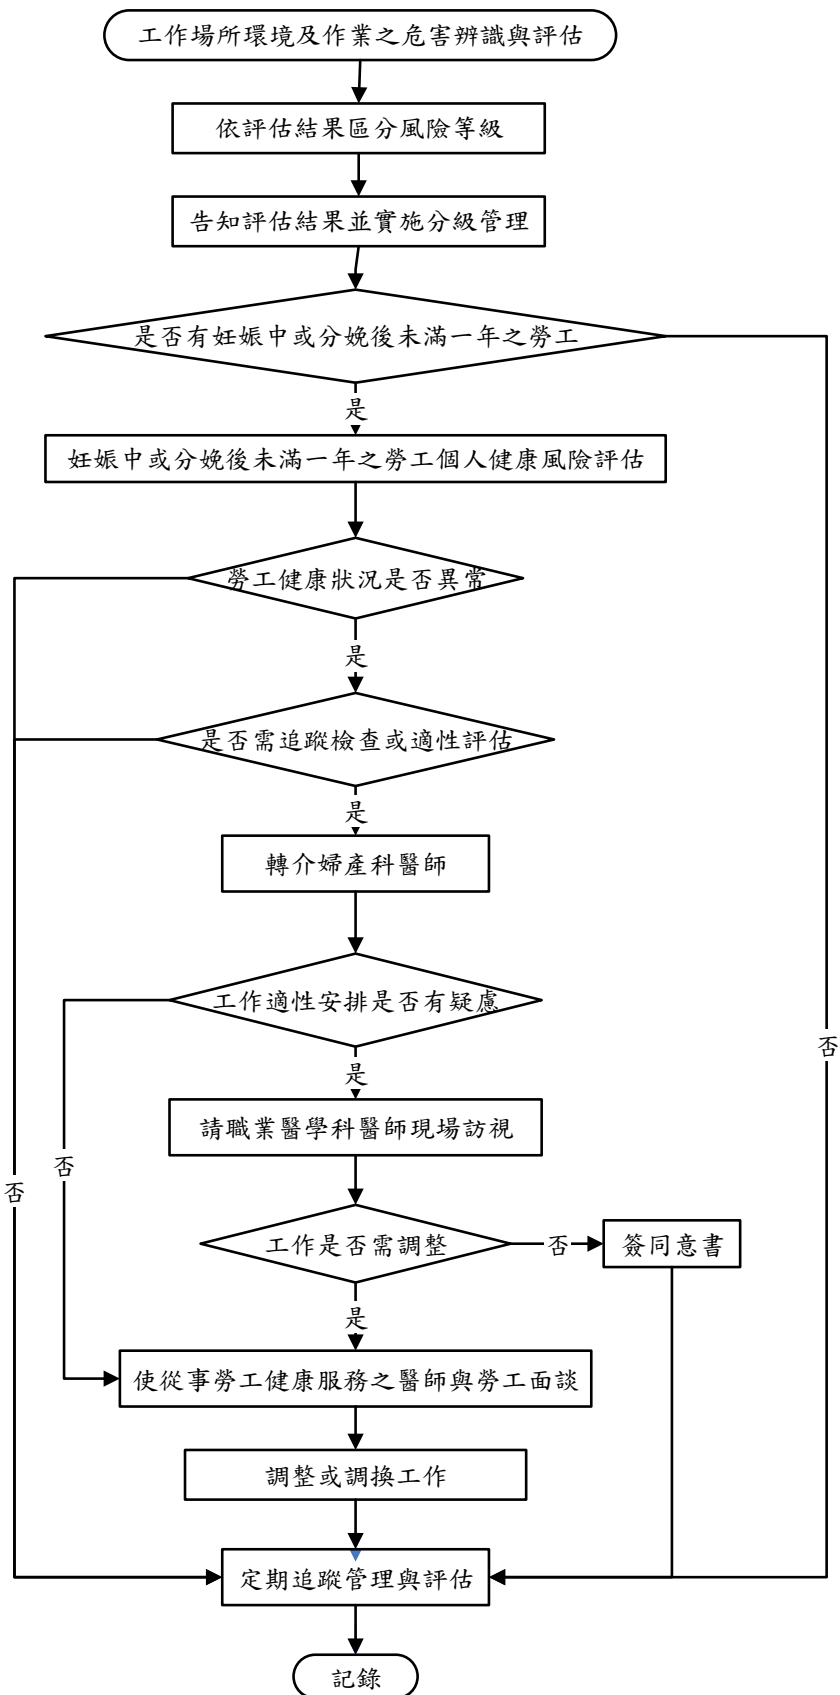 工作場所環境及作業之危害辨識與評估
依評估結果區分風險等級
告知評估結果並實施分級管理
是否有妊娠中或分娩後未滿一年之勞工
是
妊娠中或分娩後未滿一年之勞工個人健康風險評估
勞工健康狀況是否異常
是
是否需追蹤檢查或適性評估
是
轉介婦產科醫師
工作適性安排是否有疑慮
否
是
請職業醫學科醫師現場訪視
否
否
工作是否需調整
否
簽同意書
是
使從事勞工健康服務之醫師與勞工面談
調整或調換工作
定期追蹤管理與評估
記錄